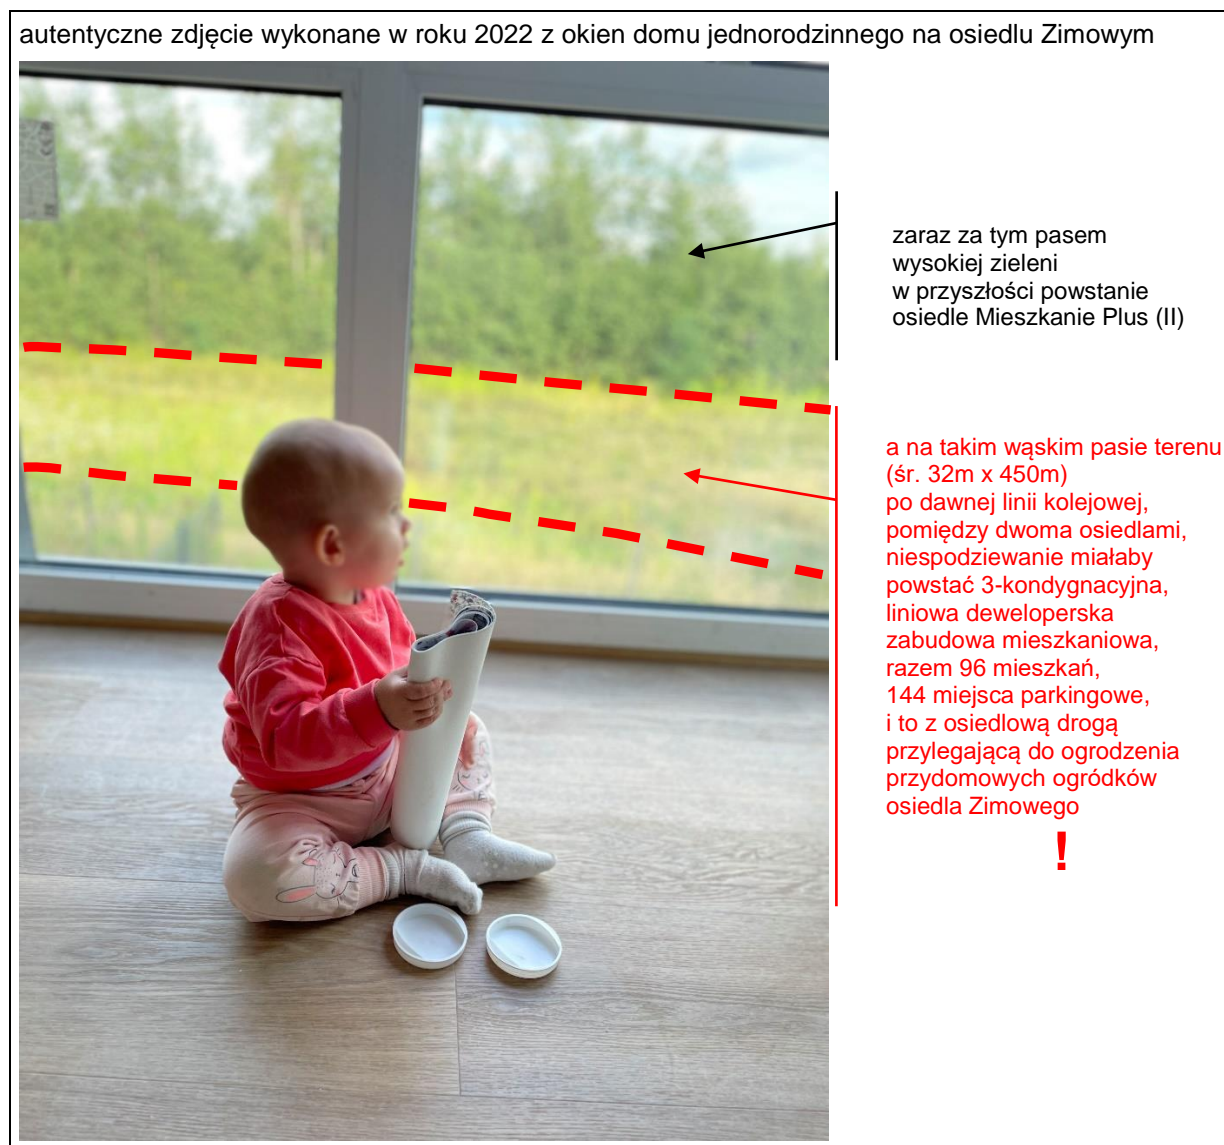 autentyczne zdjęcie wykonane w roku 2022 z okien domu jednorodzinnego na osiedlu Zimowym
zaraz za tym pasem
wysokiej zieleni
w przyszłości powstanie
osiedle Mieszkanie Plus (II)
a na takim wąskim pasie terenu
(śr. 32m x 450m)
po dawnej linii kolejowej,
pomiędzy dwoma osiedlami,
niespodziewanie miałaby
powstać 3-kondygnacyjna,
liniowa deweloperska
zabudowa mieszkaniowa,
razem 96 mieszkań,
144 miejsca parkingowe,
i to z osiedlową drogą
przylegającą do ogrodzenia
przydomowych ogródków
osiedla Zimowego
!